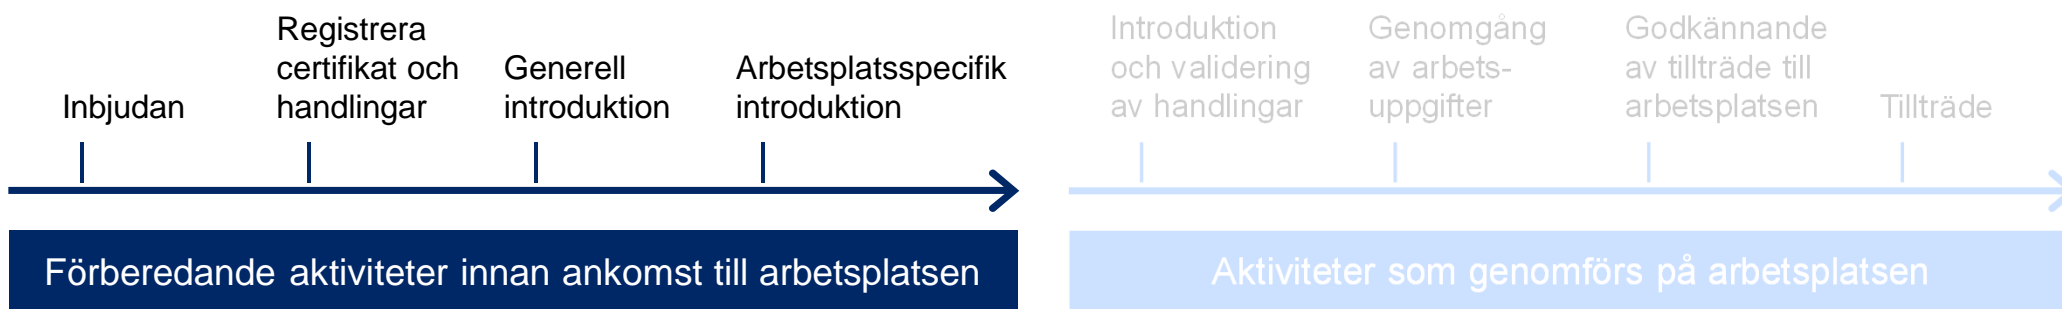 Inbjudan
Registrera
certifikat och
handlingar
Generell
introduktion
Arbetsplatsspecifik
introduktion
Förberedande aktiviteter innan ankomst till arbetsplatsen
Introduktion
och validering
av handlingar
Genomgång
av arbets-
uppgifter
Godkännande
av tillträde till
arbetsplatsen
Tillträde
Aktiviteter som genomförs på arbetsplatsen